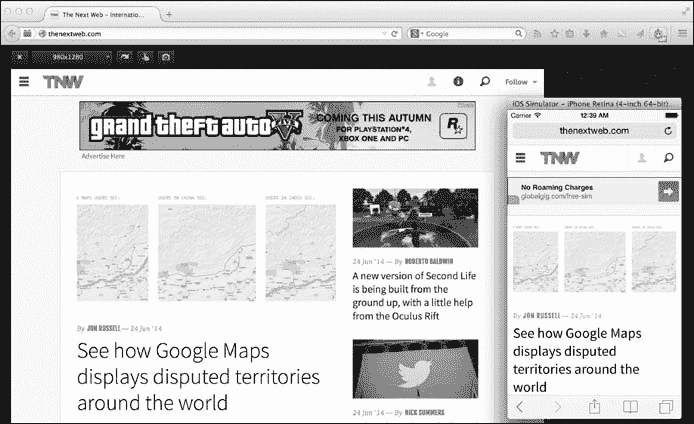 The Next Web - Internatio...
thenextweb.com
Google
980x1280
TNW
Follow
grand theft auto V
COMING THIS AUTUMN
FOR PLAYSTATION®4,
XBOX ONE AND PC
Advertise Here
24 Jun '14 — By ROBERTO BALDWIN
A new version of Second Life
is being built from the
ground up, with a little help
from the Oculus Rift
By JON RUSSELL — 24 Jun '14
See how Google Maps
displays disputed territories
around the world
24 Jun '14 — By NICK SUMMERS
iOS Simulator - iPhone Retina (4-inch 64-bit)...
Carrier
12:39 AM
thenextweb.com
TNW
No Roaming Charges
globalgig.com/free-sim
By JON RUSSELL — 24 Jun '14
See how Google Maps
displays disputed
territories around the
world